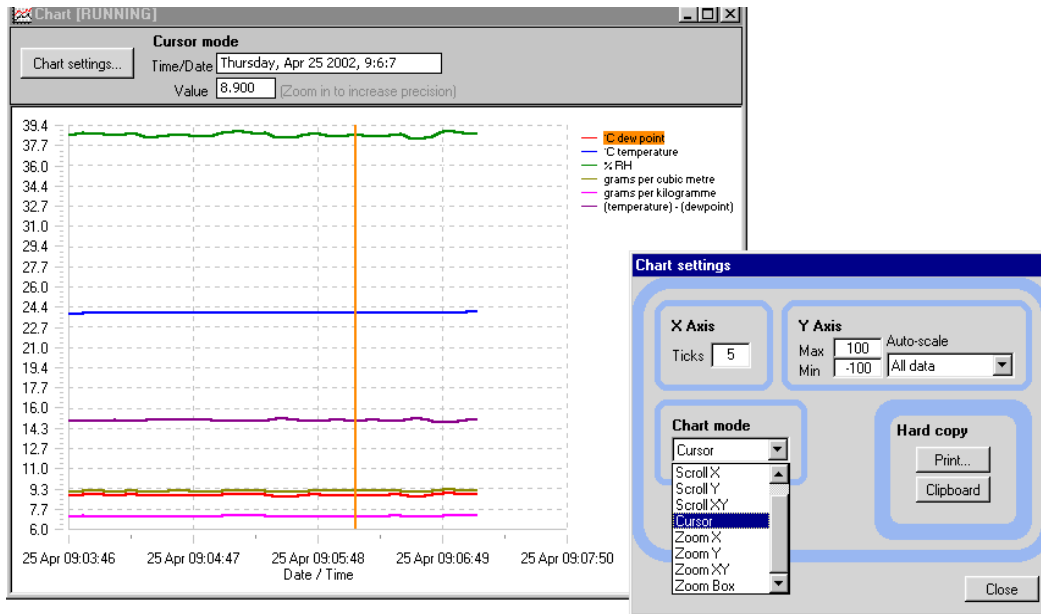 Chart [RUNNING]
Chart settings...
Cursor mode
Time/Date Thursday, Apr 25 2002, 9:6:7
Value 8.900 (Zoom in to increase precision)
39.4
37.7
36.0
34.4
32.7
31.0
29.4
27.7
26.0
24.4
22.7
21.0
19.4
17.7
16.0
14.3
12.7
11.0
9.3
7.7
6.0
25 Apr 09:03:46 25 Apr 09:04:47 25 Apr 09:05:48 25 Apr 09:06:49 25 Apr 09:07:50
Date / Time
°C dew point
°C temperature
% RH
grams per cubic metre
grams per kilogramme
(temperature) - (dewpoint)
Chart settings
X Axis
Ticks 5
Y Axis
Max 100
Min -100
Auto-scale
All data
Chart mode
Cursor
Scroll X
Scroll Y
Scroll XY
Cursor
Zoom X
Zoom Y
Zoom XY
Zoom Box
Hard copy
Print...
Clipboard
Close